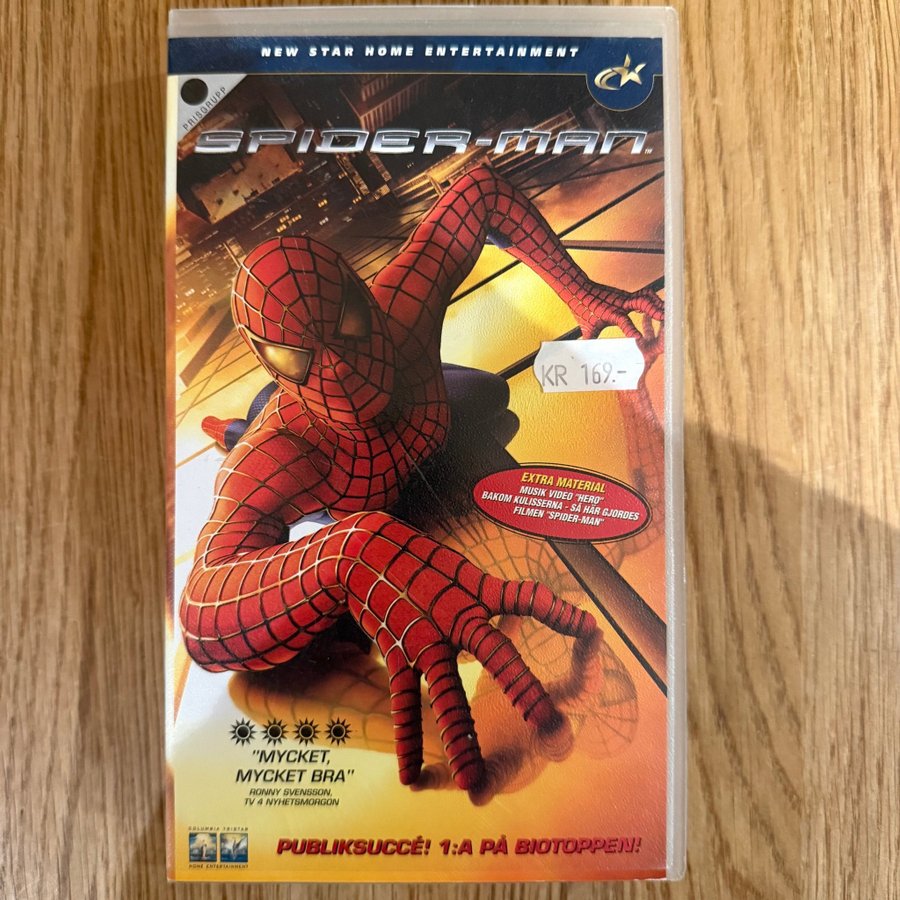 NEW STAR HOME ENTERTAINMENT
PRISGRUPP
SPIDER-MAN™
KR 169.-
EXTRA MATERIAL
MUSIK VIDEO "HERO"
BAKOM KULISSERNA - SÅ HÄR GJORDES
FILMEN "SPIDER-MAN"
"MYCKET,
MYCKET BRA"
RONNY SVENSSON,
TV 4 NYHETSMORGON
COLUMBIA TRISTAR
HOME ENTERTAINMENT
PUBLIKSUCCÉ! 1:A PÅ BIOTOPPEN!